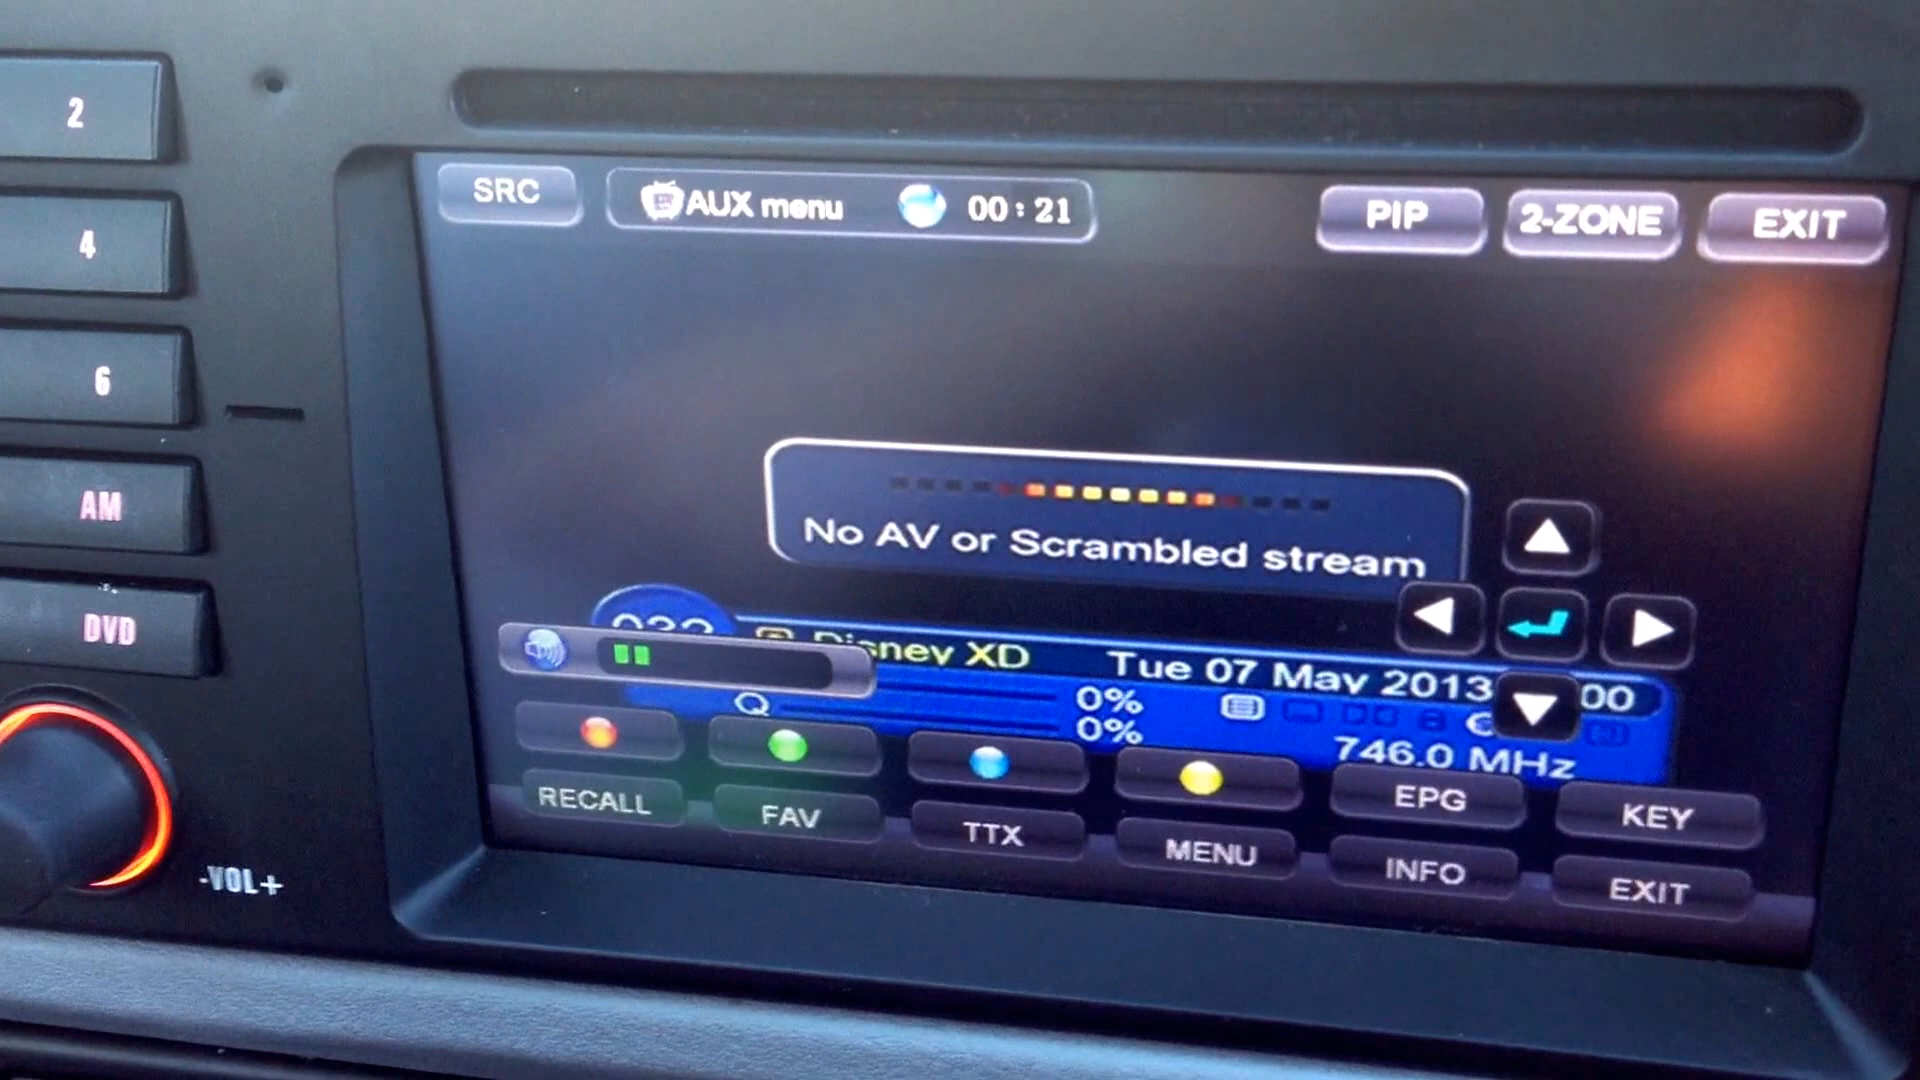 2
4
6
AM
DVD
-VOL+
SRC
AUX menu
00:21
PIP
2-ZONE
EXIT
No AV or Scrambled stream
Disney XD
Tue 07 May 2013
00
Q
0%
0%
746.0 MHz
EPG
KEY
RECALL
FAV
TTX
MENU
INFO
EXIT